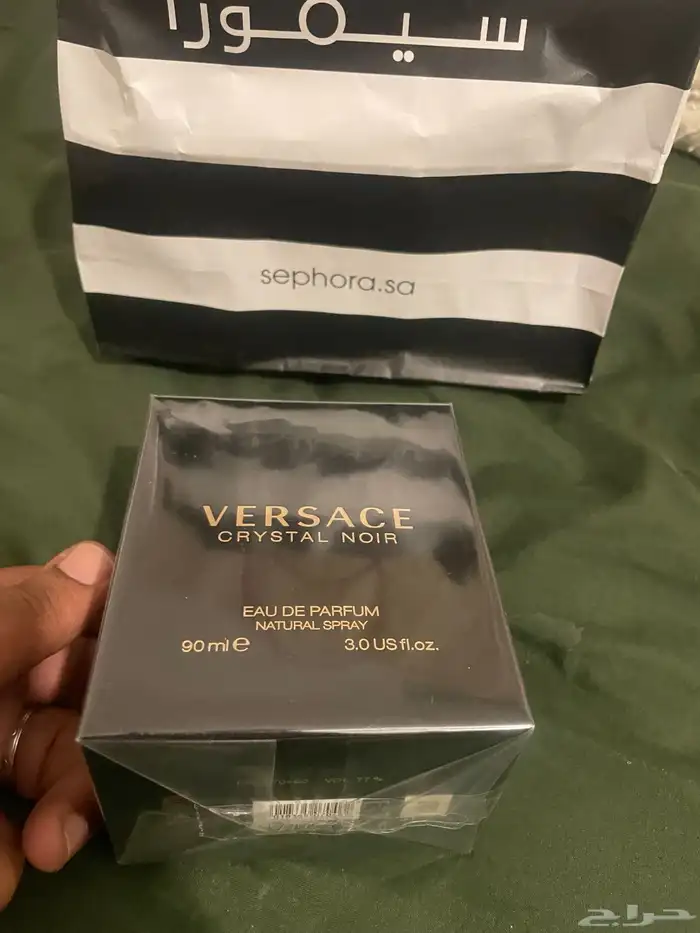 سيفورا
sephora.sa
VERSACE
CRYSTAL NOIR
EAU DE PARFUM
NATURAL SPRAY
90 ml e 3.0 US fl.oz.
حراج